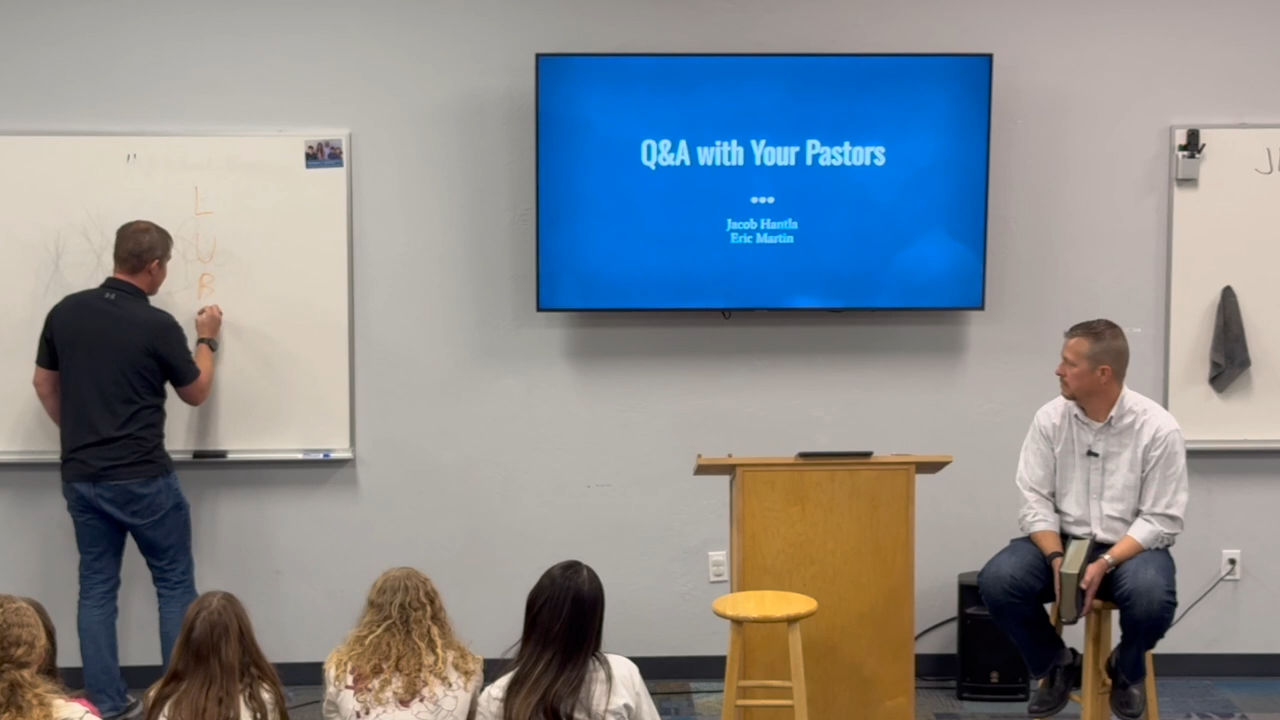 "
L
U
B
Q&A with Your Pastors
•••
Jacob Hantla
Eric Martin